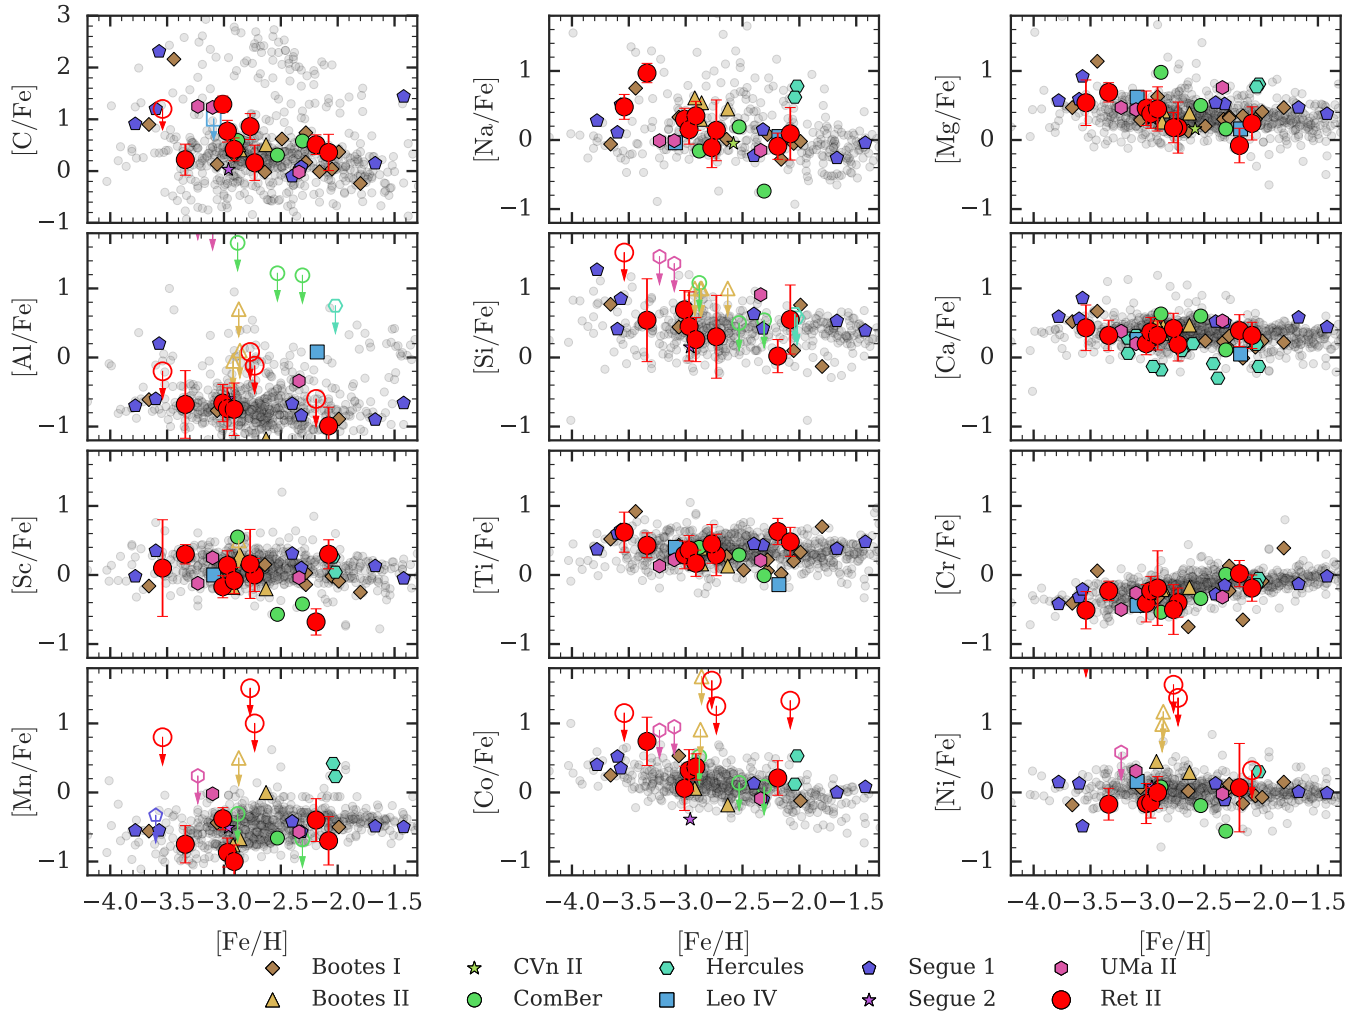 3
2
1
0
−1
[C/Fe]
1
0
−1
[Na/Fe]
1
0
−1
[Mg/Fe]
1
0
−1
[Al/Fe]
1
0
−1
[Si/Fe]
1
0
−1
[Ca/Fe]
1
0
−1
[Sc/Fe]
1
0
−1
[Ti/Fe]
1
0
−1
[Cr/Fe]
1
0
−1
[Mn/Fe]
1
0
−1
[Co/Fe]
1
0
−1
[Ni/Fe]
−4.0−3.5−3.0−2.5−2.0−1.5
[Fe/H]
−4.0−3.5−3.0−2.5−2.0−1.5
[Fe/H]
−4.0−3.5−3.0−2.5−2.0−1.5
[Fe/H]
Bootes I
CVn II
Hercules
Segue 1
UMa II
Bootes II
ComBer
Leo IV
Segue 2
Ret II